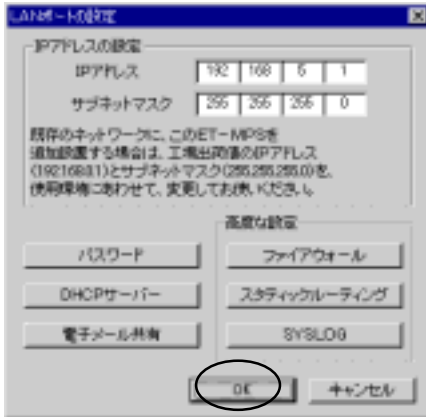 LANポートの設定
IPアドレスの設定
IPアドレス 192 168 5 1
サブネットマスク 255 255 255 0
既存のネットワークに、このET-MPSを
追加設置する場合は、工場出荷値のIPアドレス
(192.168.0.1)とサブネットマスク(255.255.255.0)を、
使用環境にあわせて、変更してお使いください。
高度な設定
パスワード ファイアウォール
DHCPサーバー スタティックルーティング
電子メール共有 SYSLOG
OK キャンセル